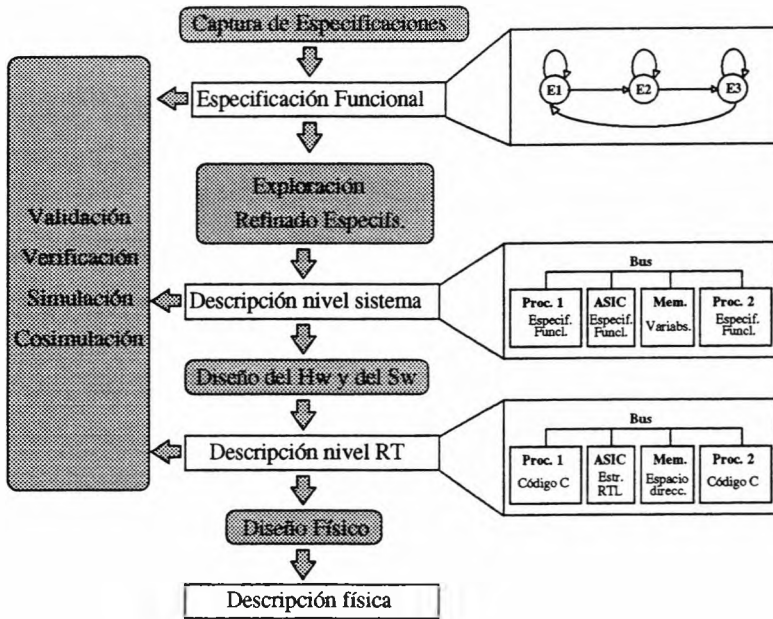 Captura de Especificaciones
Especificación Funcional
E1
E2
E3
Exploración
Refinado Especifs.
Validación
Verificación
Simulación
Cosimulación
Descripción nivel sistema
Bus
Proc. 1
Especif.
Funcl.
ASIC
Especif.
Funcl.
Mem.
Variabs.
Proc. 2
Especif.
Funcl.
Diseño del Hw y del Sw
Descripción nivel RT
Bus
Proc. 1
Código C
ASIC
Estr.
RTL
Mem.
Espacio
direcc.
Proc. 2
Código C
Diseño Físico
Descripción física